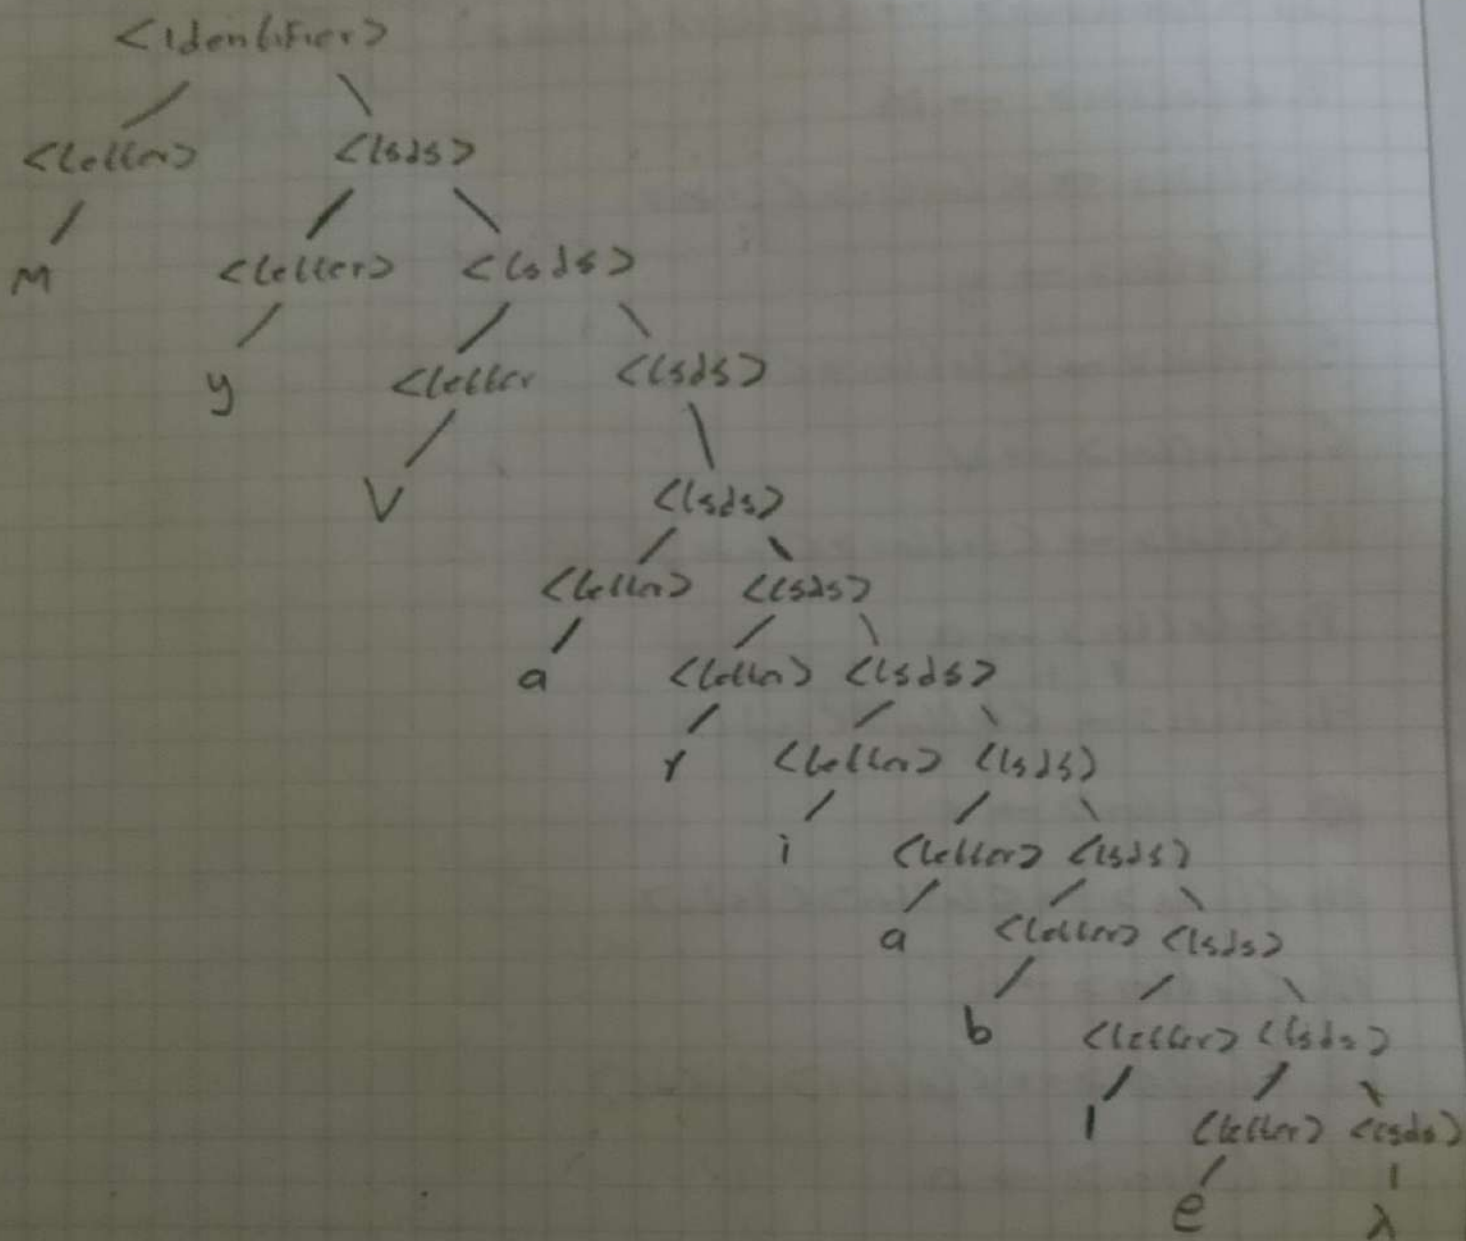 <identifier>
<letter> <lsds>
M <letter> <lsds>
y <letter <lsds>
V <lsds>
<letter> <lsds>
a <letter> <lsds>
r <letter> <lsds>
i <letter> <lsds>
a <letter> <lsds>
b <letter> <lsds>
l <letter> <lsds>
e λ